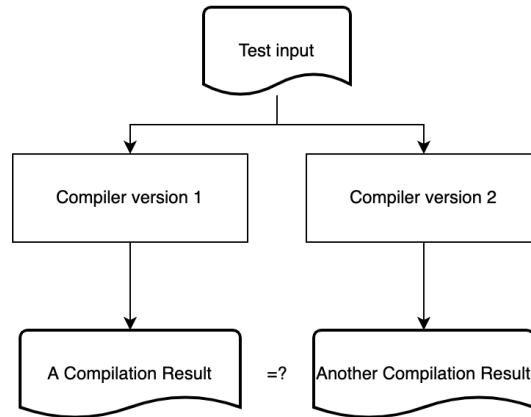 Test input
Compiler version 1
Compiler version 2
A Compilation Result
=?
Another Compilation Result